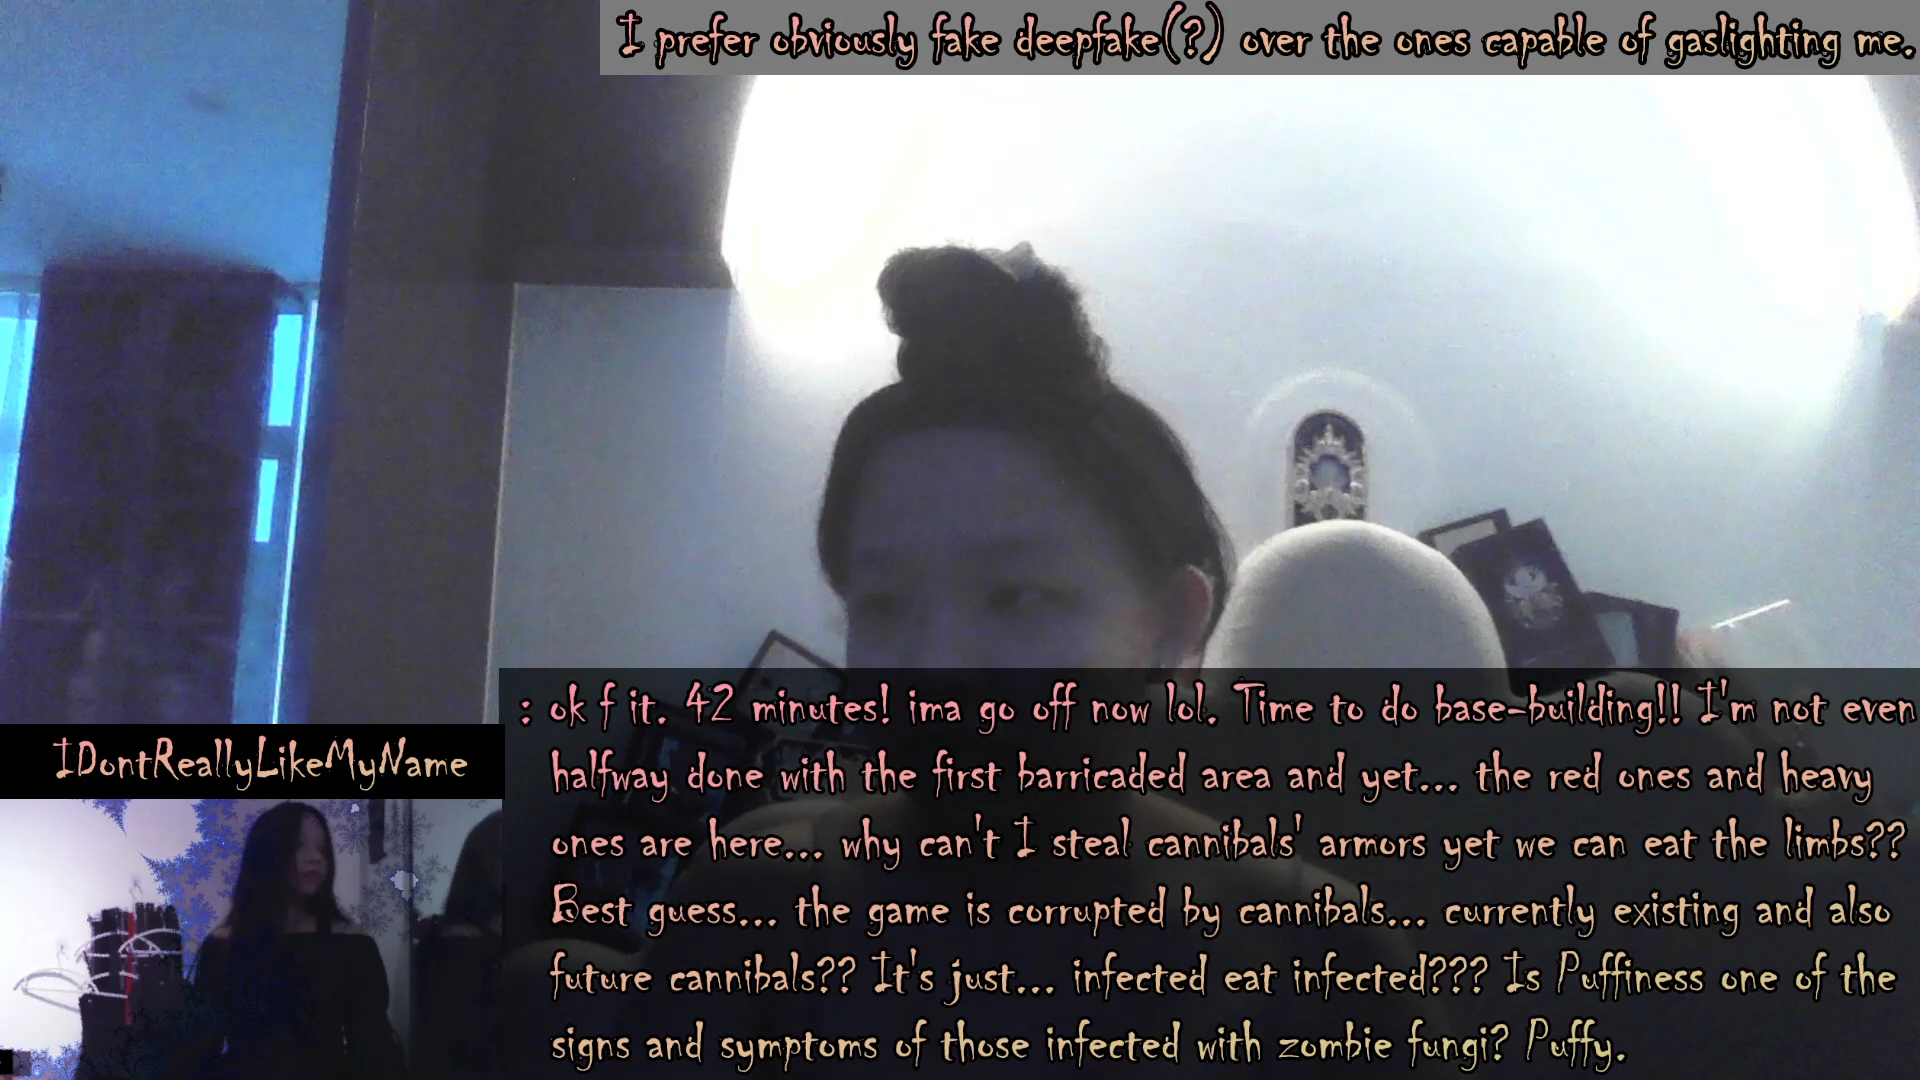 I prefer obviously fake deepfake(?) over the ones capable of gaslighting me.
: ok f it. 42 minutes! ima go off now lol. Time to do base-building!! I'm not even
halfway done with the first barricaded area and yet... the red ones and heavy
ones are here... why can't I steal cannibals' armors yet we can eat the limbs??
Best guess... the game is corrupted by cannibals... currently existing and also
future cannibals?? It's just... infected eat infected??? Is Puffiness one of the
signs and symptoms of those infected with zombie fungi? Puffy.
IDontReallyLikeMyName